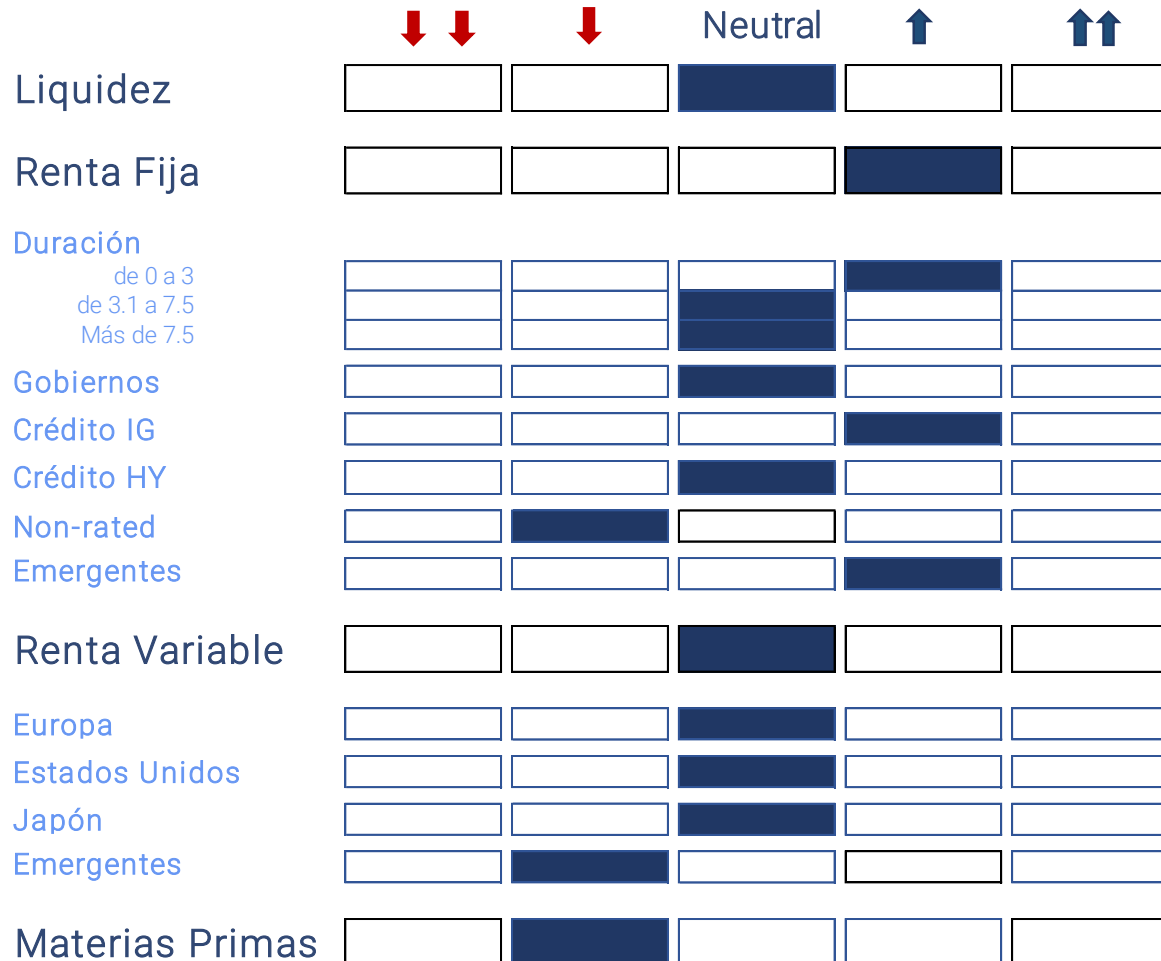 Neutral
Liquidez
Renta Fija
Duración
de 0 a 3
de 3.1 a 7.5
Más de 7.5
Gobiernos
Crédito IG
Crédito HY
Non-rated
Emergentes
Renta Variable
Europa
Estados Unidos
Japón
Emergentes
Materias Primas